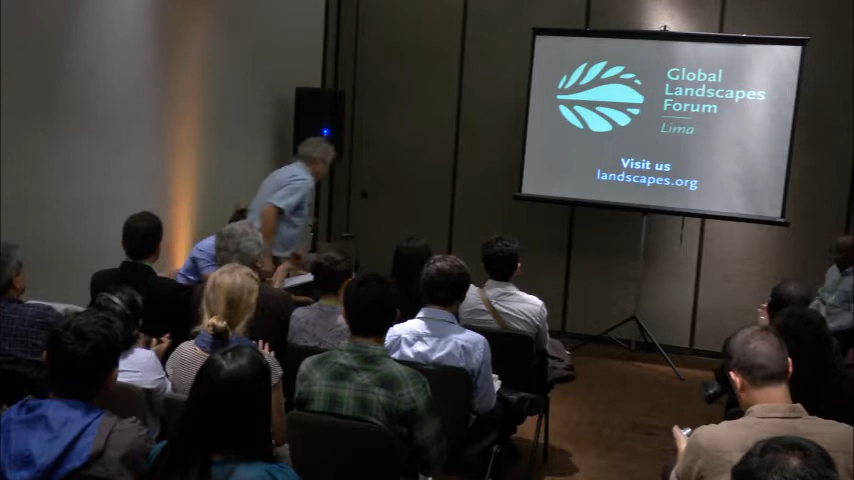 Global
Landscapes
Forum
Lima
Visit us
landscapes.org